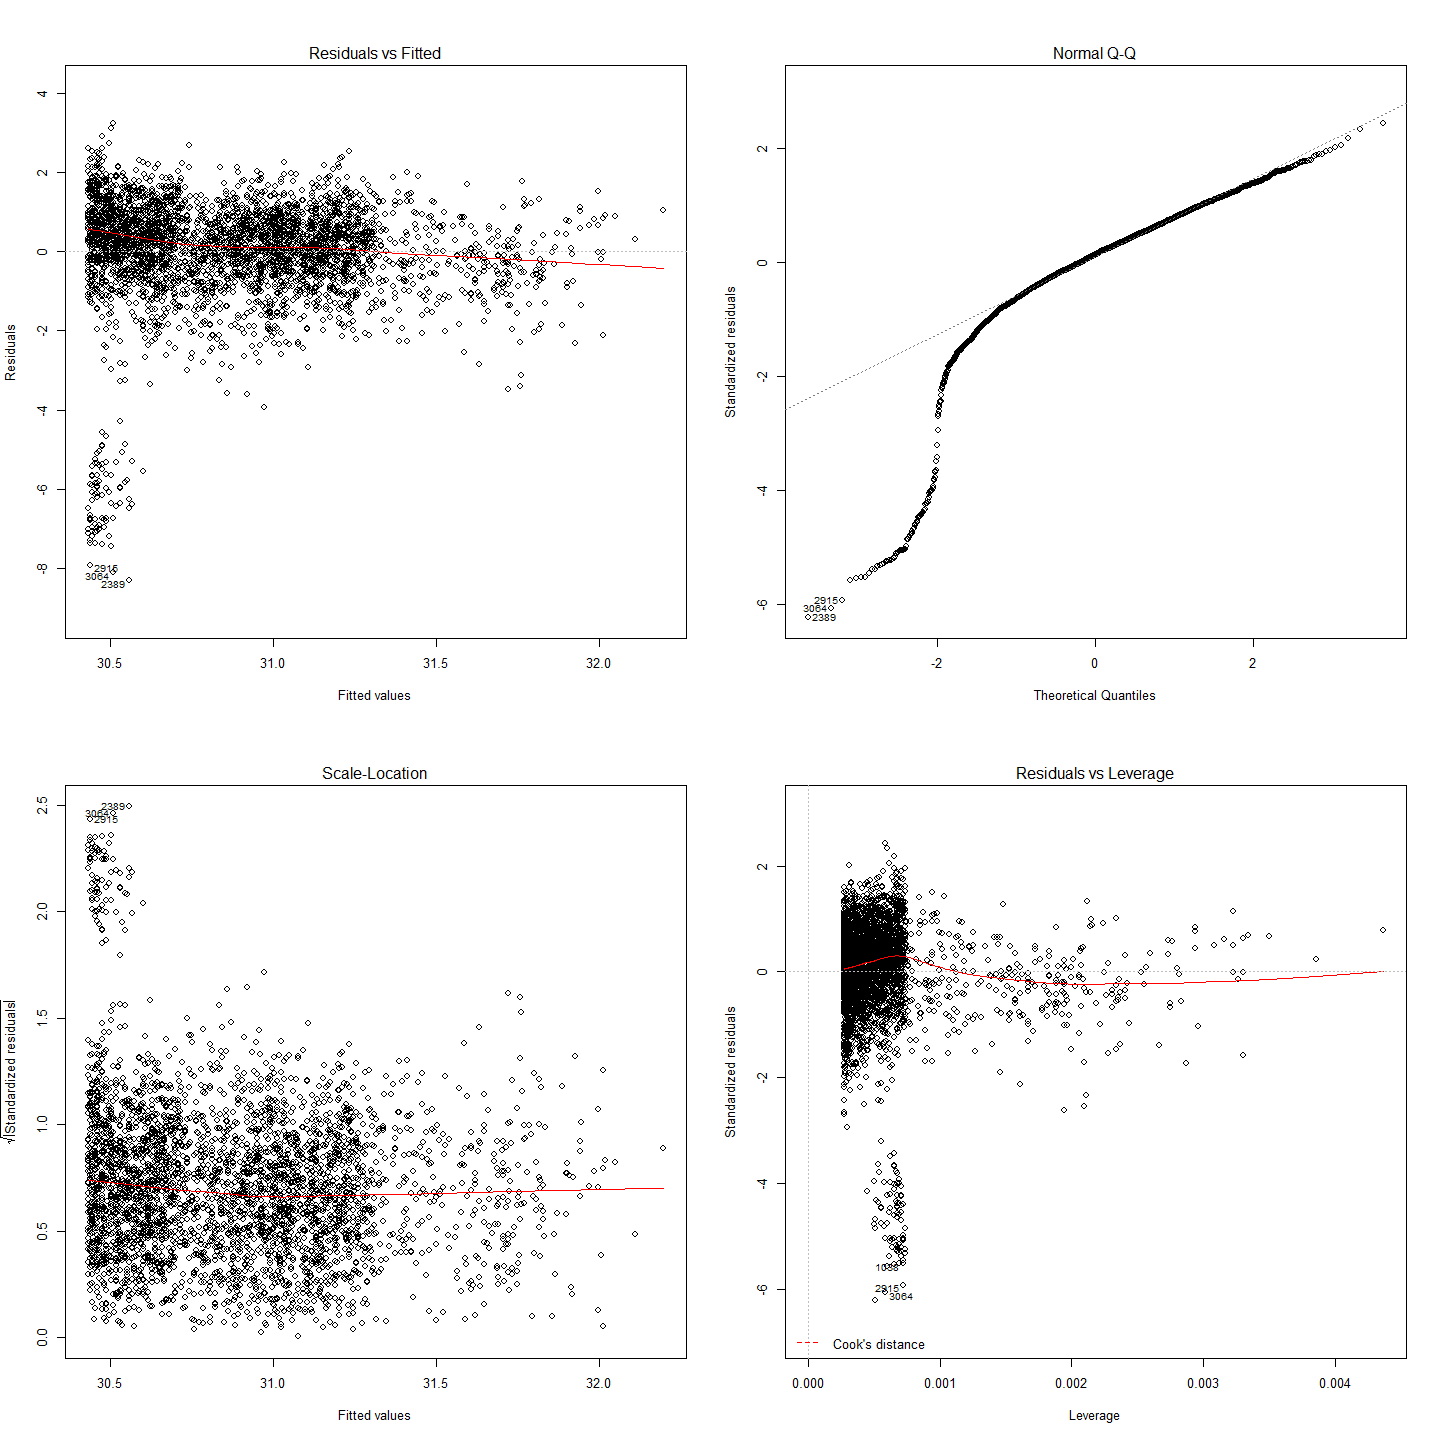 Residuals vs Fitted
Residuals
4
2
0
-2
-4
-6
-8
2915
3064
2389
30.5 31.0 31.5 32.0
Fitted values
Normal Q-Q
Standardized residuals
2
0
-2
-4
-6
2915
3064
2389
-2 0 2
Theoretical Quantiles
Scale-Location
√|Standardized residuals|
2.5
2.0
1.5
1.0
0.5
0.0
2389
3064
2915
30.5 31.0 31.5 32.0
Fitted values
Residuals vs Leverage
Standardized residuals
2
0
-2
-4
-6
2915
3064
Cook's distance
0.000 0.001 0.002 0.003 0.004
Leverage